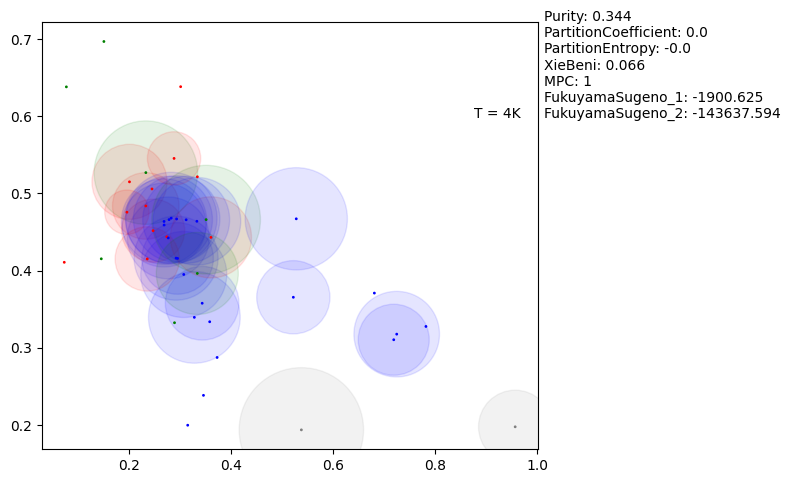 Purity: 0.344
PartitionCoefficient: 0.0
PartitionEntropy: -0.0
XieBeni: 0.066
MPC: 1
FukuyamaSugeno_1: -1900.625
FukuyamaSugeno_2: -143637.594
T = 4K
0.7
0.6
0.5
0.4
0.3
0.2
0.2
0.4
0.6
0.8
1.0